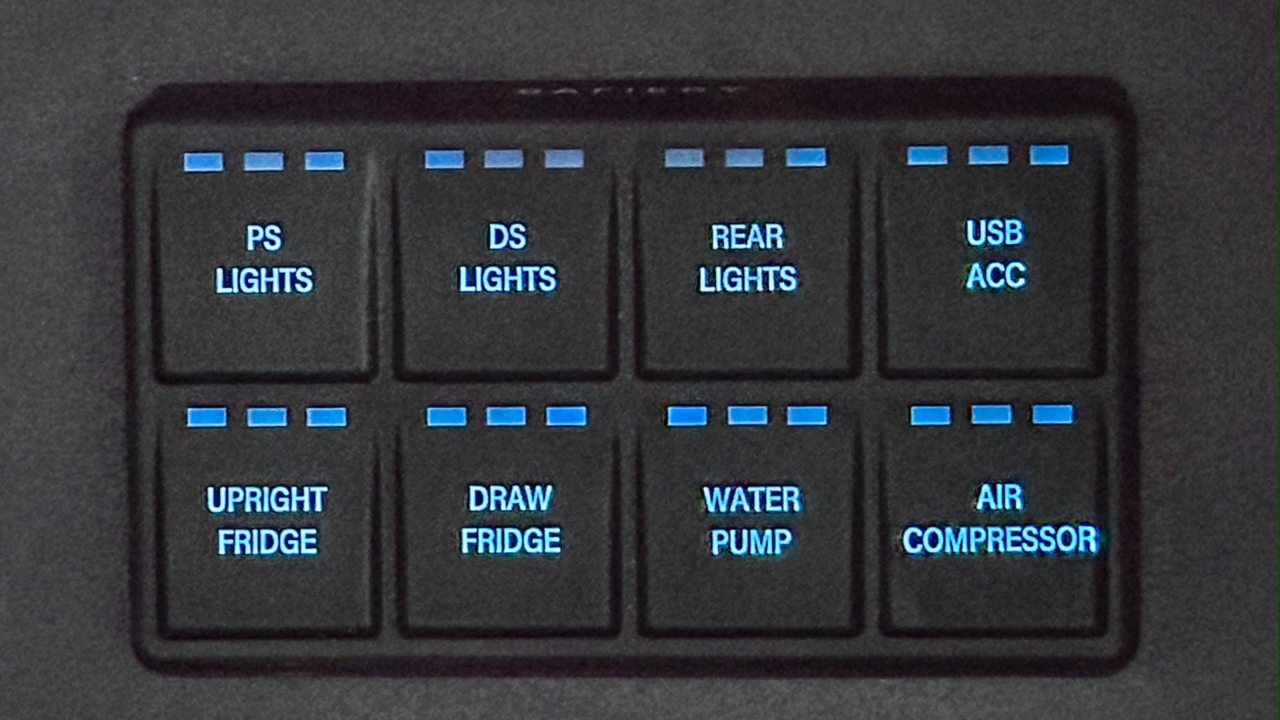 PS
LIGHTS
DS
LIGHTS
REAR
LIGHTS
USB
ACC
UPRIGHT
FRIDGE
DRAW
FRIDGE
WATER
PUMP
AIR
COMPRESSOR